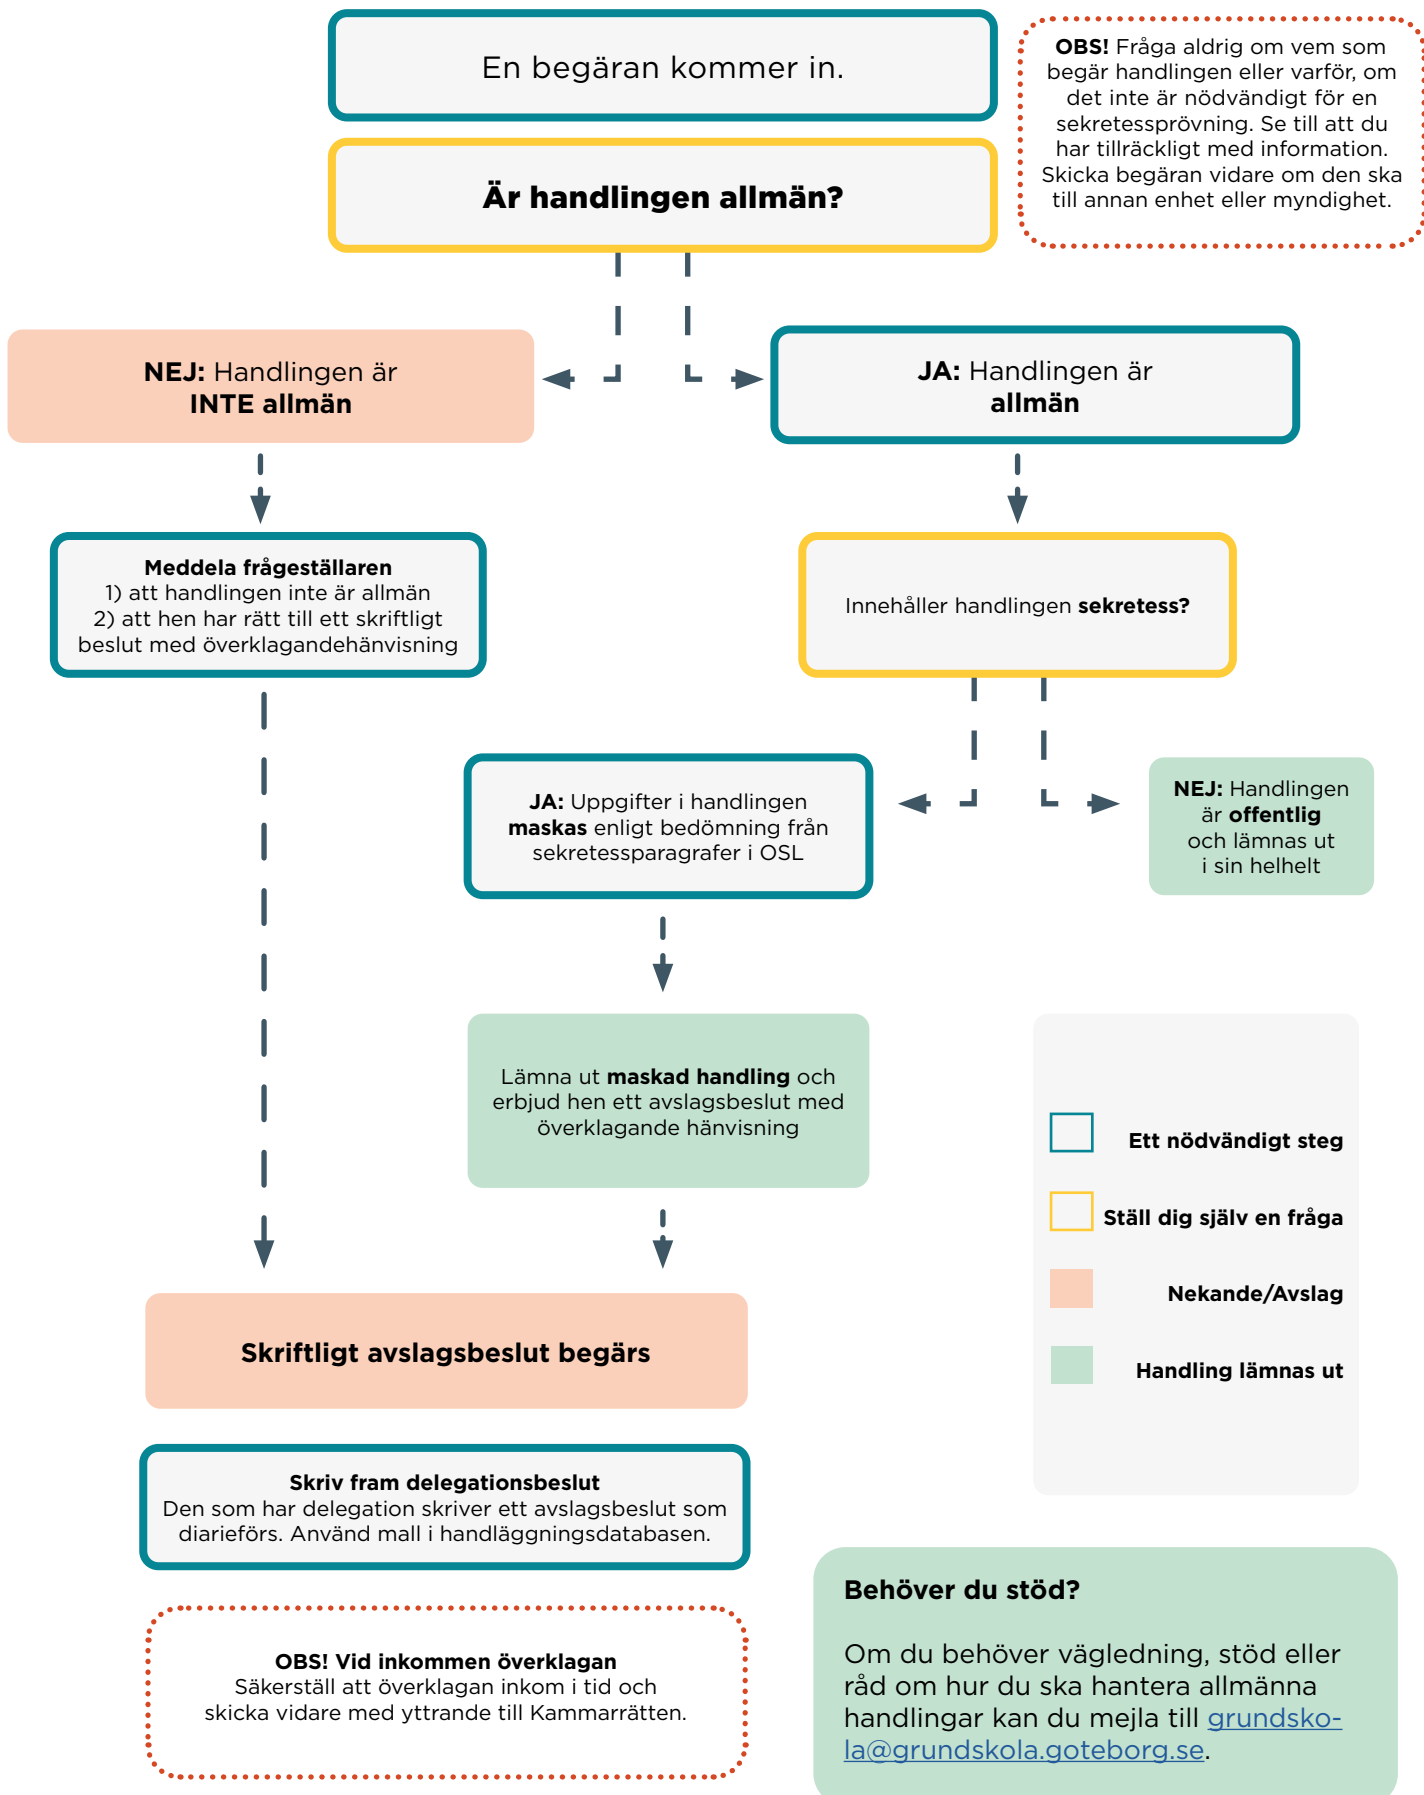 En begäran kommer in.
OBS! Fråga aldrig om vem som
begär handlingen eller varför, om
det inte är nödvändigt för en
sekretessprövning. Se till att du
har tillräckligt med information.
Skicka begäran vidare om den ska
till annan enhet eller myndighet.
Är handlingen allmän?
NEJ: Handlingen är
INTE allmän
JA: Handlingen är
allmän
Meddela frågeställaren
1) att handlingen inte är allmän
2) att hen har rätt till ett skriftligt
beslut med överklagandehänvisning
Innehåller handlingen sekretess?
JA: Uppgifter i handlingen
maskas enligt bedömning från
sekretessparagrafer i OSL
NEJ: Handlingen
är offentlig
och lämnas ut
i sin helhelt
Lämna ut maskad handling och
erbjud hen ett avslagsbeslut med
överklagande hänvisning
Ett nödvändigt steg
Ställ dig själv en fråga
Nekande/Avslag
Handling lämnas ut
Skriftligt avslagsbeslut begärs
Skriv fram delegationsbeslut
Den som har delegation skriver ett avslagsbeslut som
diarieförs. Använd mall i handläggningsdatabasen.
OBS! Vid inkommen överklagan
Säkerställ att överklagan inkom i tid och
skicka vidare med yttrande till Kammarrätten.
Behöver du stöd?
Om du behöver vägledning, stöd eller
råd om hur du ska hantera allmänna
handlingar kan du mejla till grundsko-
la@grundskola.goteborg.se.